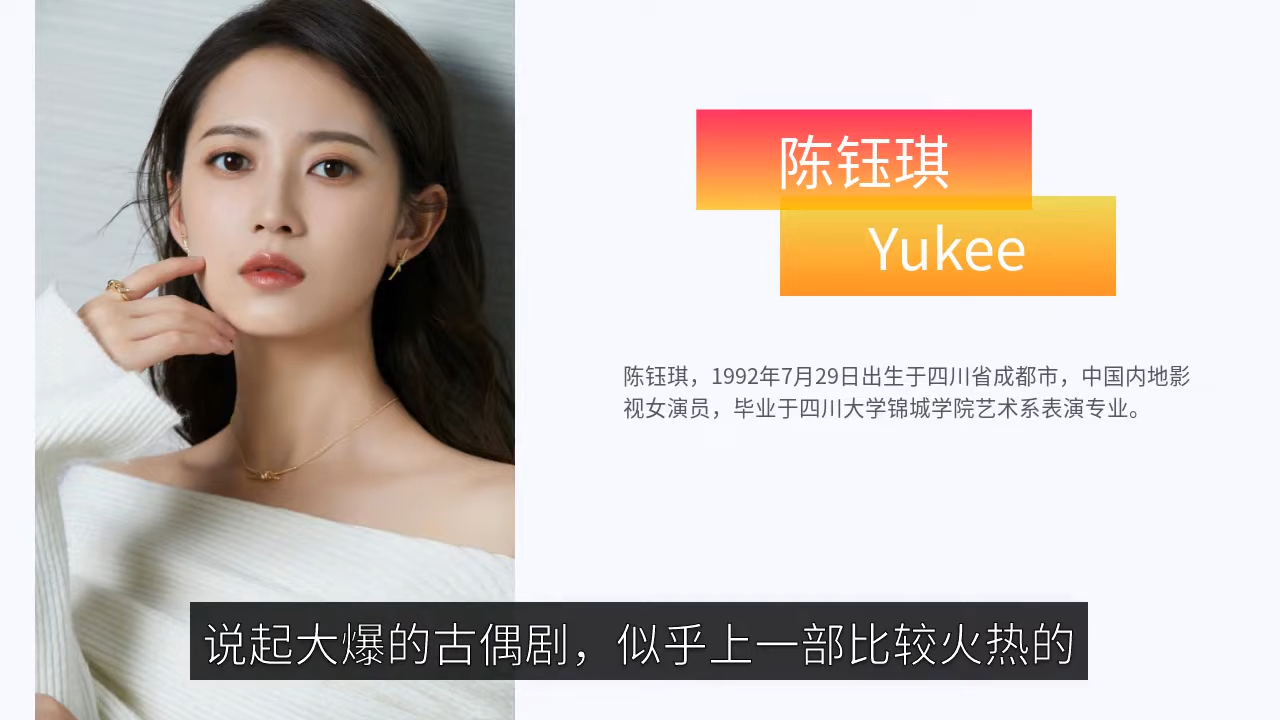 陈钰琪
Yukee
陈钰琪，1992年7月29日出生于四川省成都市，中国内地影
视女演员，毕业于四川大学锦城学院艺术系表演专业。
说起大爆的古偶剧，似乎上一部比较火热的